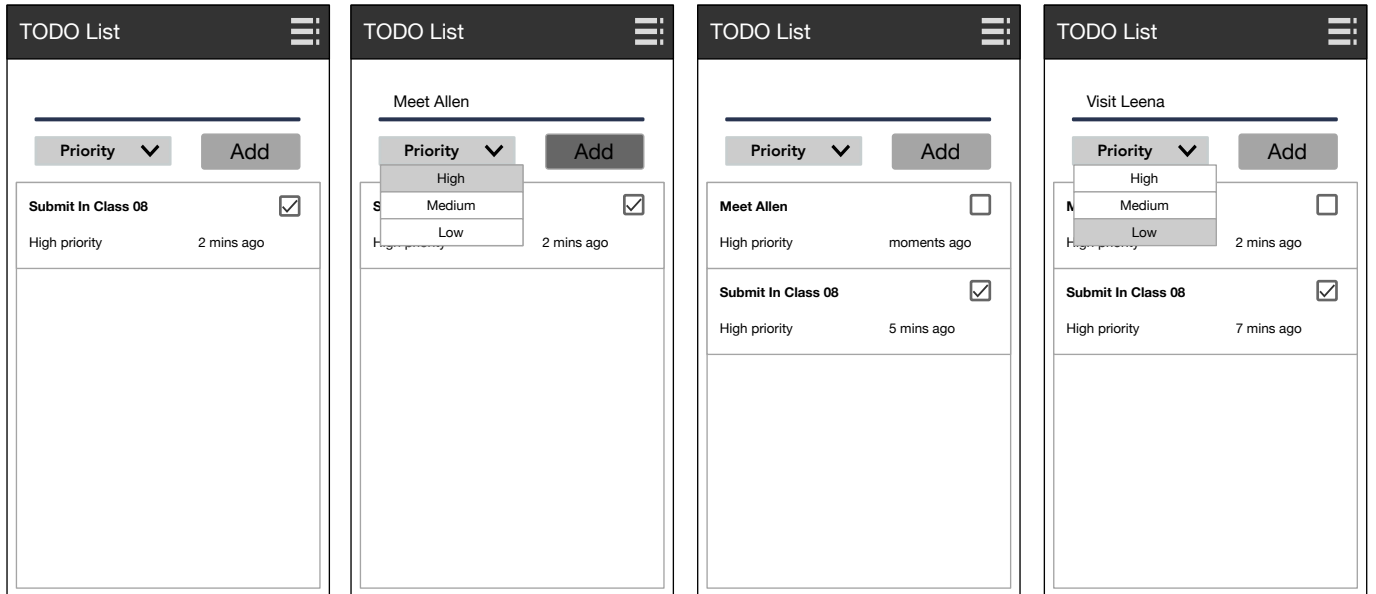 TODO List
Priority
Add
Submit In Class 08
High priority 2 mins ago
TODO List
Meet Allen
Priority
Add
High
S
Medium
Low
2 mins ago
TODO List
Priority
Add
Meet Allen
High priority moments ago
Submit In Class 08
High priority 5 mins ago
TODO List
Visit Leena
Priority
Add
High
M
Medium
Low
2 mins ago
Submit In Class 08
High priority 7 mins ago